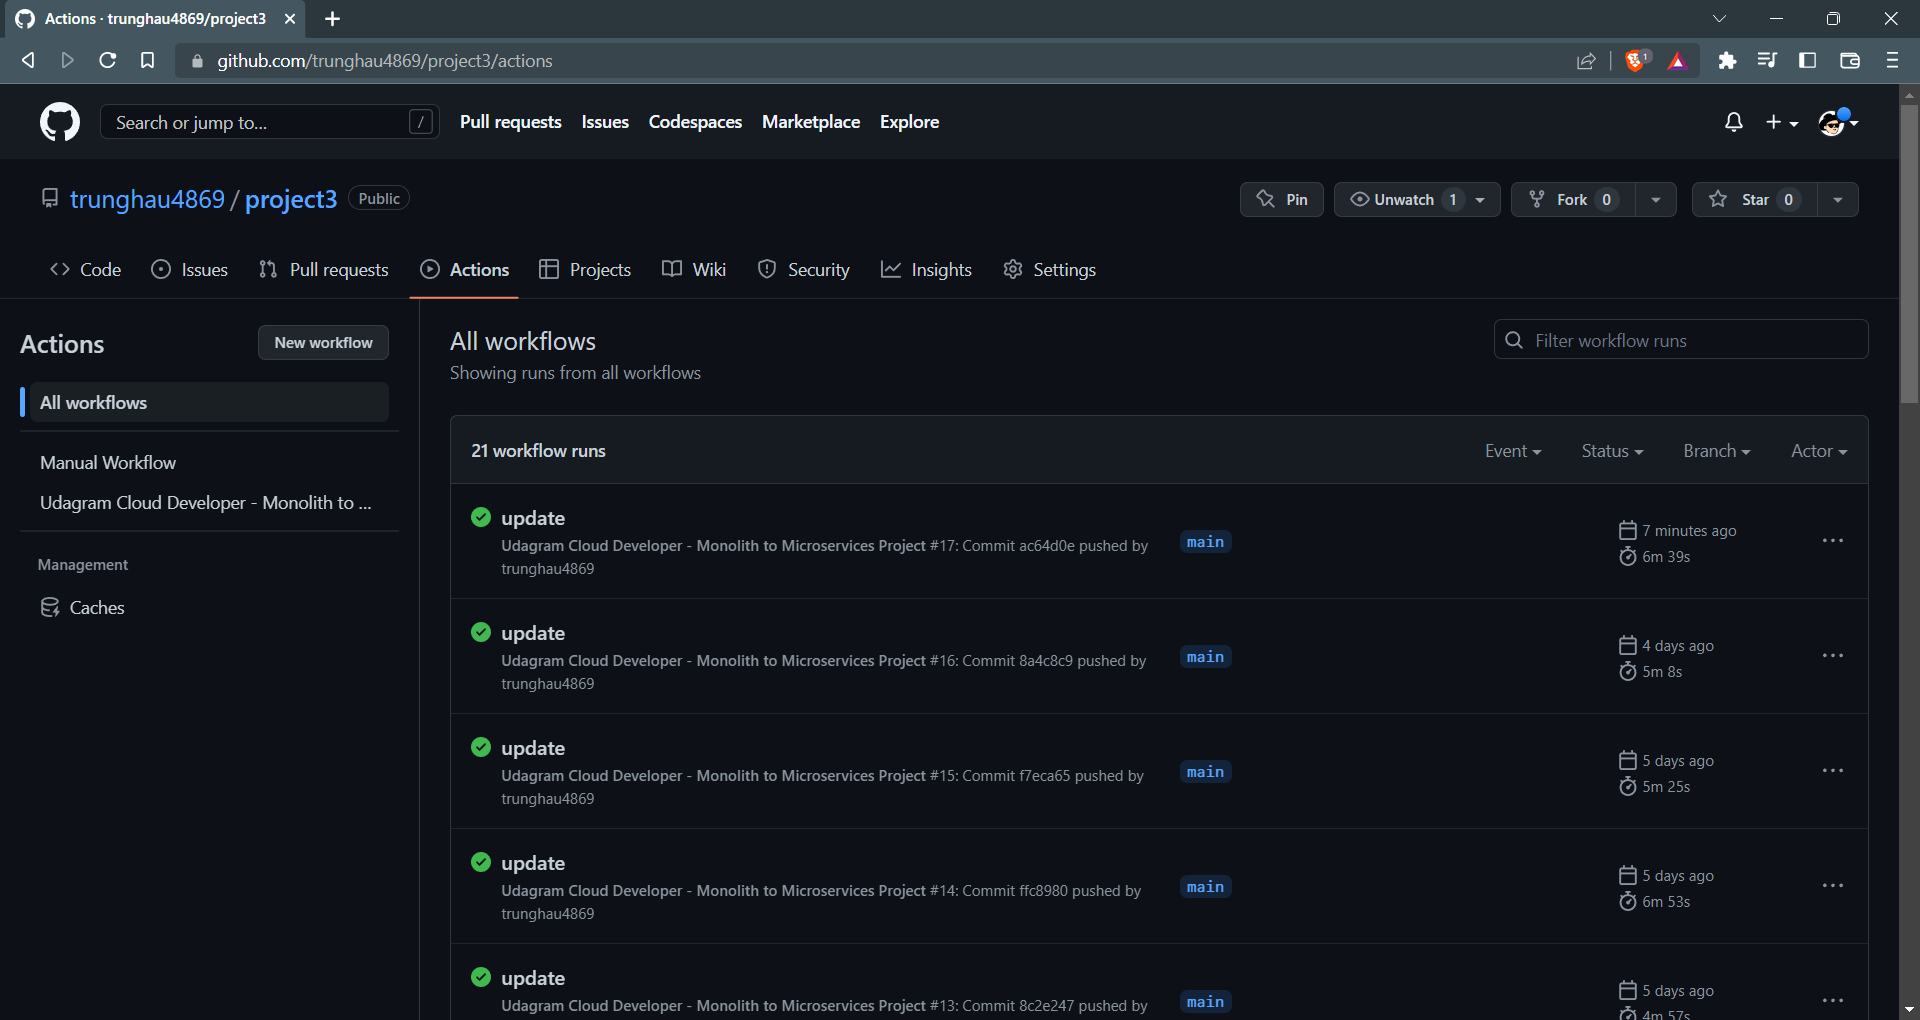 Actions · trunghau4869/project3
github.com/trunghau4869/project3/actions
1
Search or jump to...
/
Pull requests
Issues
Codespaces
Marketplace
Explore
trunghau4869 / project3
Public
Pin
Unwatch 1
Fork 0
Star 0
Code
Issues
Pull requests
Actions
Projects
Wiki
Security
Insights
Settings
Actions
New workflow
All workflows
Manual Workflow
Udagram Cloud Developer - Monolith to ...
Management
Caches
All workflows
Showing runs from all workflows
Filter workflow runs
21 workflow runs
Event
Status
Branch
Actor
update
Udagram Cloud Developer - Monolith to Microservices Project #17: Commit ac64d0e pushed by
trunghau4869
main
7 minutes ago
6m 39s
update
Udagram Cloud Developer - Monolith to Microservices Project #16: Commit 8a4c8c9 pushed by
trunghau4869
main
4 days ago
5m 8s
update
Udagram Cloud Developer - Monolith to Microservices Project #15: Commit f7eca65 pushed by
trunghau4869
main
5 days ago
5m 25s
update
Udagram Cloud Developer - Monolith to Microservices Project #14: Commit ffc8980 pushed by
trunghau4869
main
5 days ago
6m 53s
update
Udagram Cloud Developer - Monolith to Microservices Project #13: Commit 8c2e247 pushed by
main
5 days ago
4m 57s